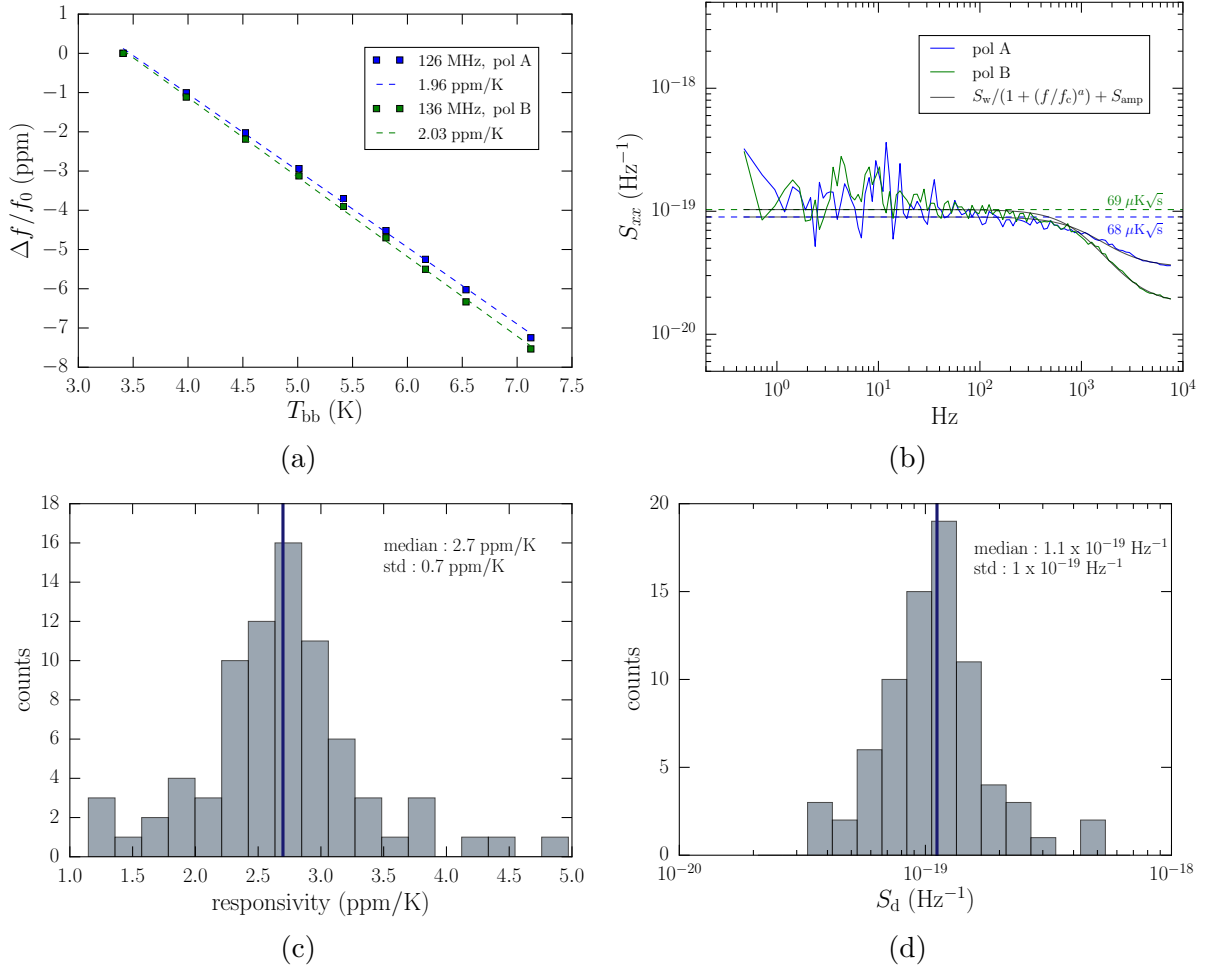 1
0
−1
−2
−3
−4
−5
−6
−7
−8
Δf/f₀ (ppm)
126 MHz, pol A
1.96 ppm/K
136 MHz, pol B
2.03 ppm/K
3.0 3.5 4.0 4.5 5.0 5.5 6.0 6.5 7.0 7.5
T_bb (K)
(a)
10⁻¹⁸
10⁻¹⁹
10⁻²⁰
S_xx (Hz⁻¹)
pol A
pol B
S_w/(1 + (f/f_c)^a) + S_amp
69 μK√s
68 μK√s
10⁰ 10¹ 10² 10³ 10⁴
Hz
(b)
18
16
14
12
10
8
6
4
2
0
counts
median : 2.7 ppm/K
std : 0.7 ppm/K
1.0 1.5 2.0 2.5 3.0 3.5 4.0 4.5 5.0
responsivity (ppm/K)
(c)
20
15
10
5
0
counts
median : 1.1 x 10⁻¹⁹ Hz⁻¹
std : 1 x 10⁻¹⁹ Hz⁻¹
10⁻²⁰ 10⁻¹⁹ 10⁻¹⁸
S_d (Hz⁻¹)
(d)